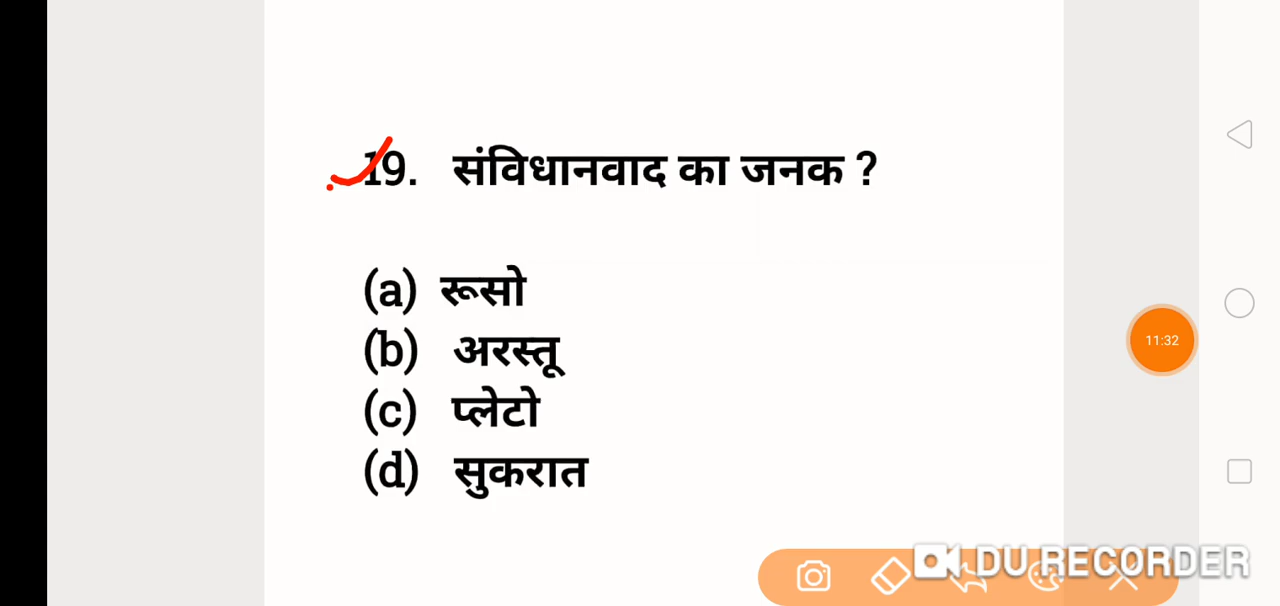 19. संविधानवाद का जनक ?
(a) रूसो
(b) अरस्तू
(c) प्लेटो
(d) सुकरात
11:32
DU RECORDER